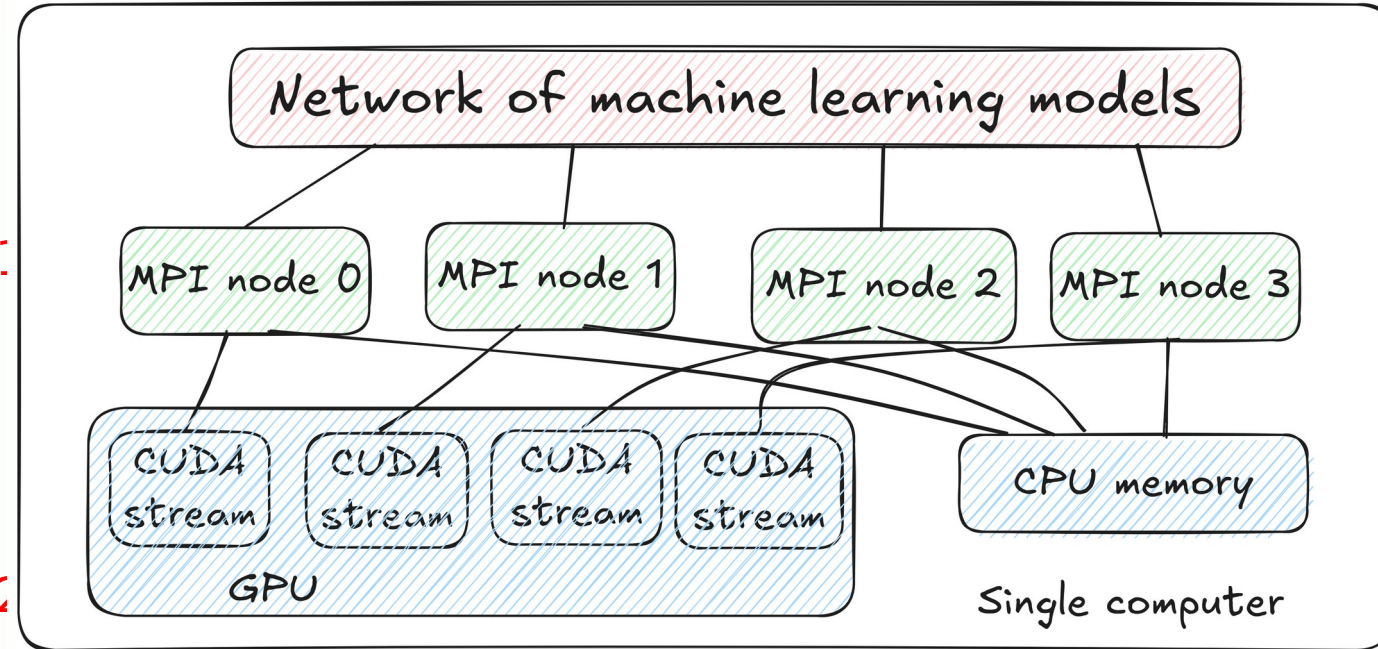 Network of machine learning models
MPI node 0
MPI node 1
MPI node 2
MPI node 3
CUDA
stream
CUDA
stream
CUDA
stream
CUDA
stream
GPU
CPU memory
Single computer